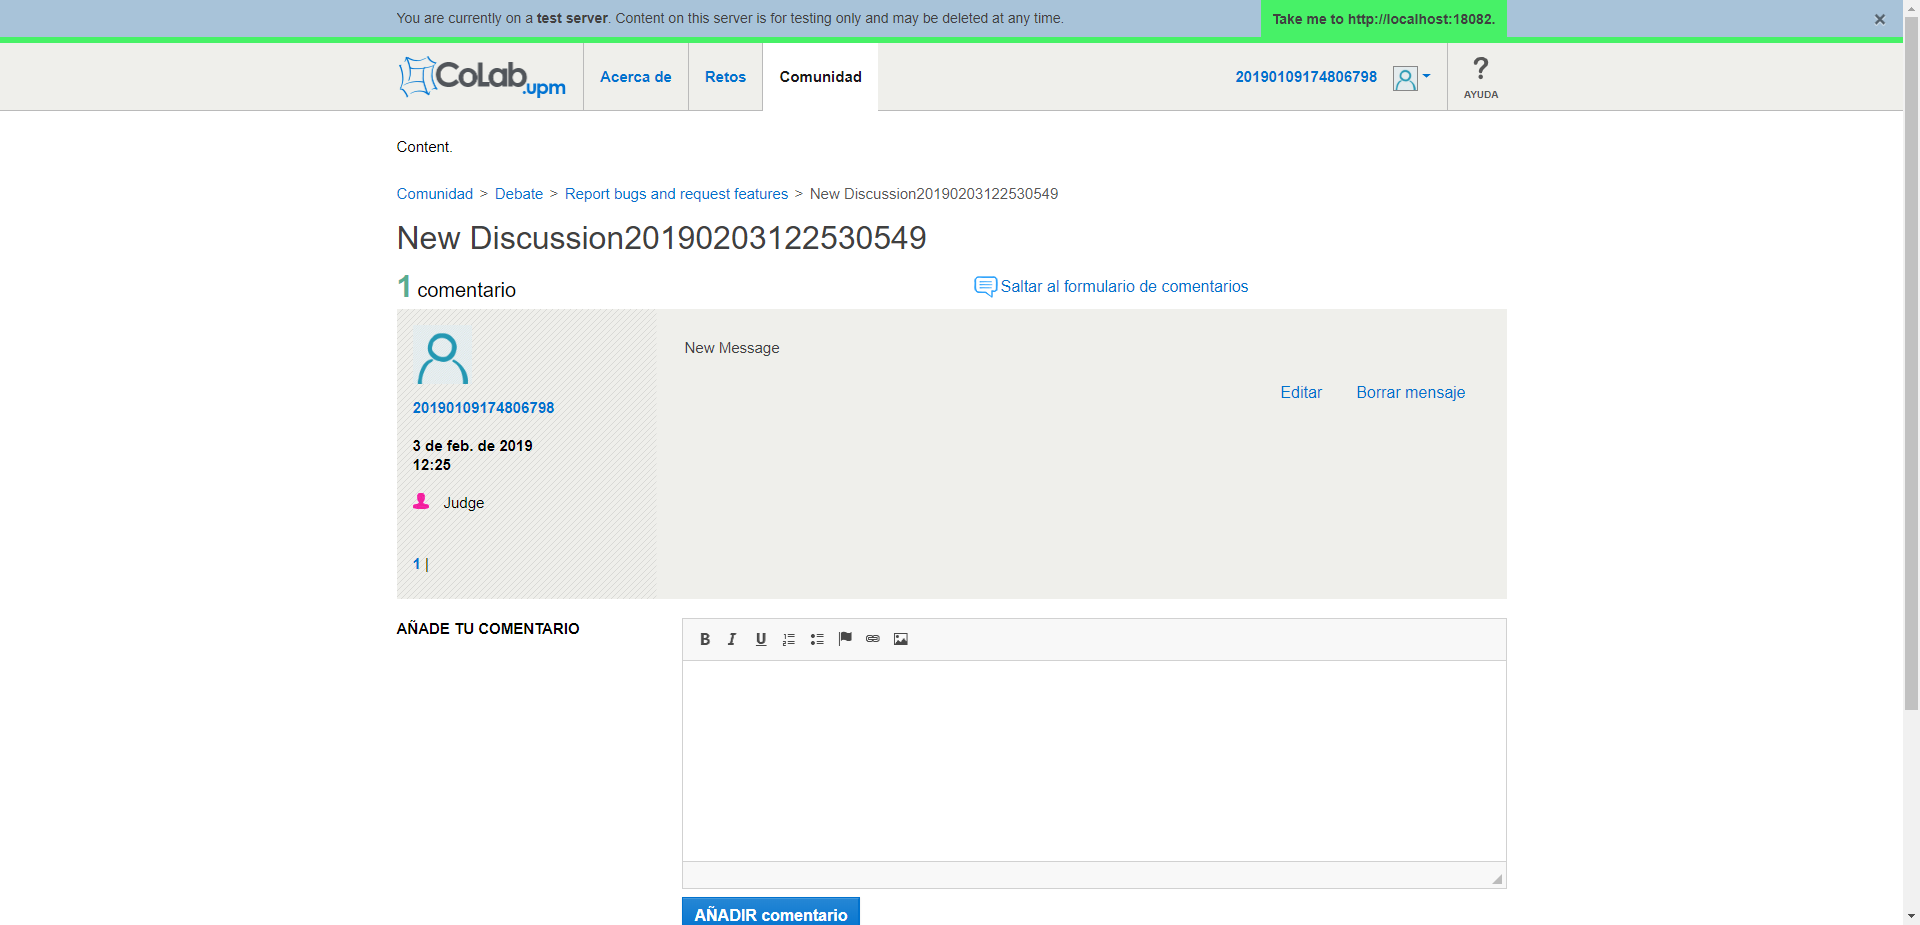 You are currently on a test server. Content on this server is for testing only and may be deleted at any time.
Take me to http://localhost:18082.
×
CoLab.upm
Acerca de
Retos
Comunidad
20190109174806798
?
AYUDA
Content.
Comunidad > Debate > Report bugs and request features > New Discussion20190203122530549
New Discussion20190203122530549
1 comentario
Saltar al formulario de comentarios
New Message
Editar
Borrar mensaje
20190109174806798
3 de feb. de 2019
12:25
Judge
1 |
AÑADE TU COMENTARIO
B I U
AÑADIR comentario